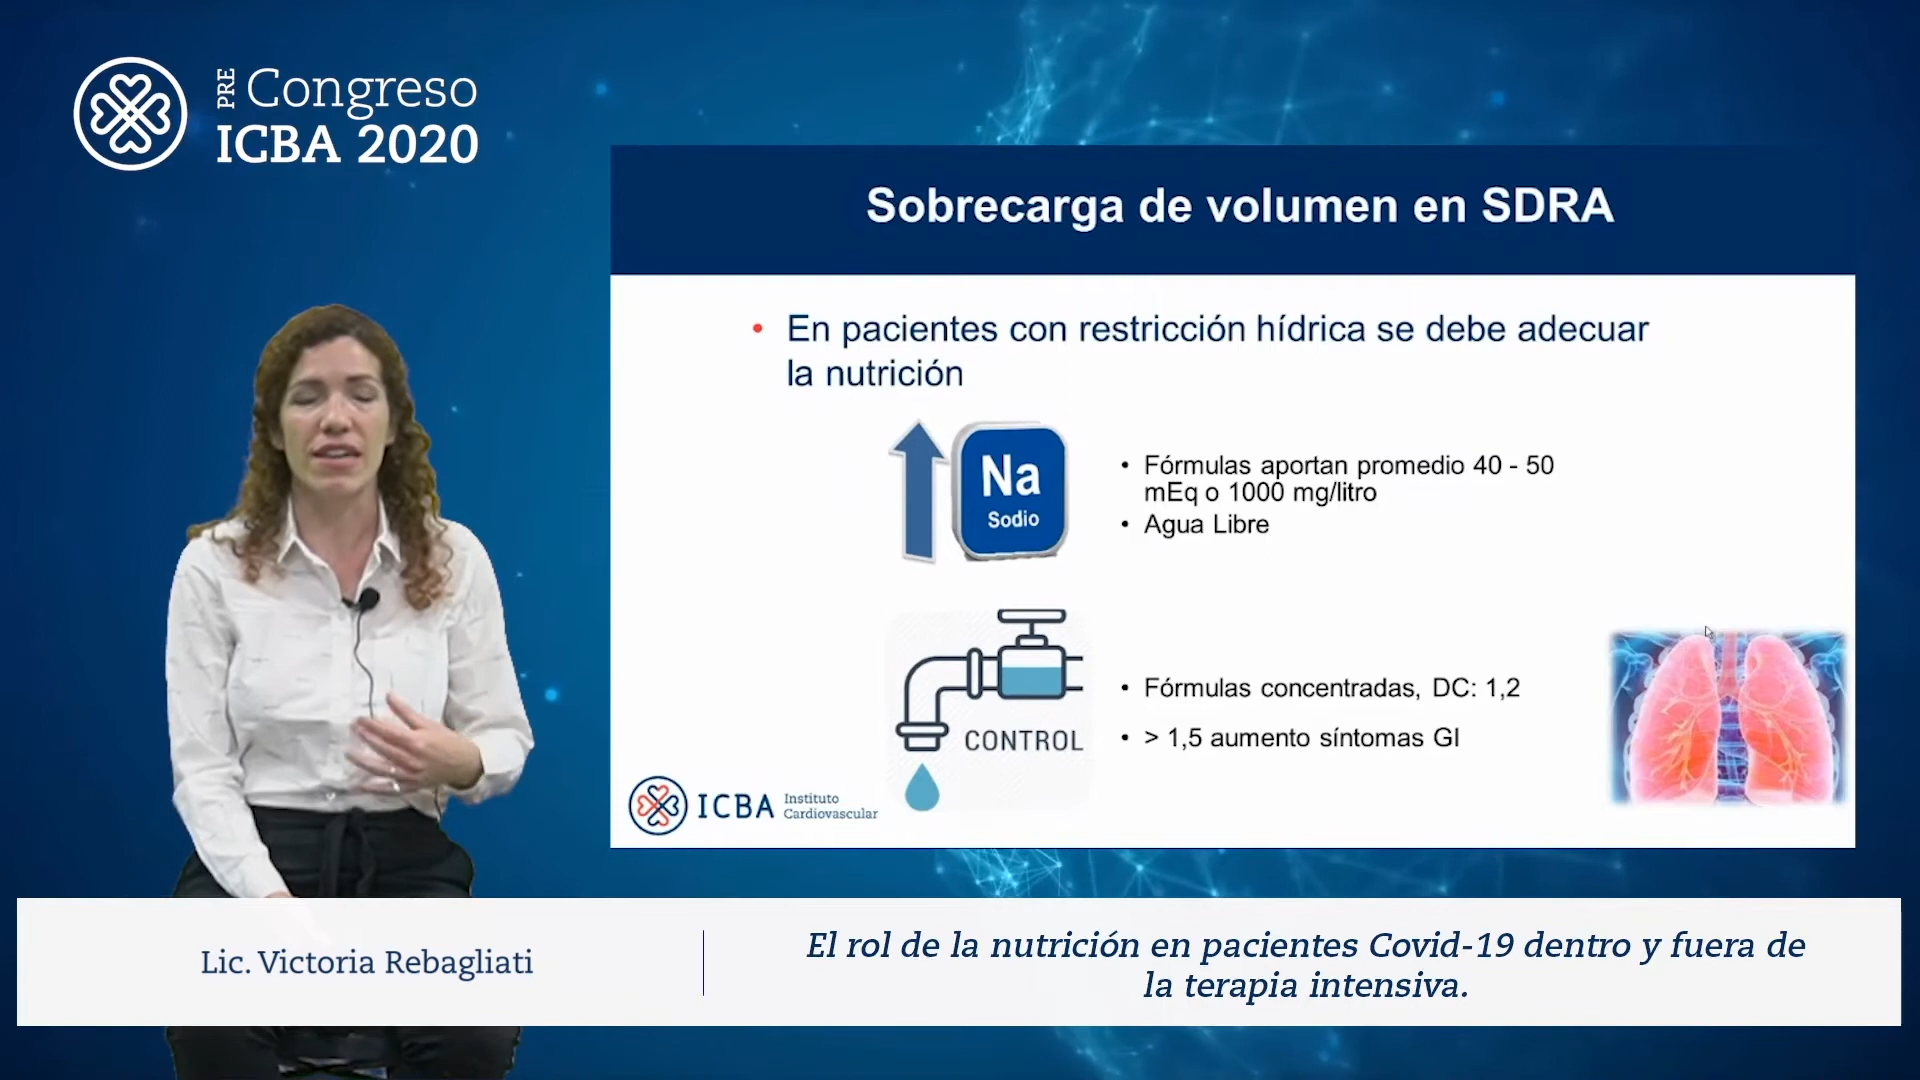 PRE Congreso
ICBA 2020
Sobrecarga de volumen en SDRA
• En pacientes con restricción hídrica se debe adecuar
la nutrición
Na
Sodio
• Fórmulas aportan promedio 40 - 50
mEq o 1000 mg/litro
• Agua Libre
CONTROL
• Fórmulas concentradas, DC: 1,2
• > 1,5 aumento síntomas GI
ICBA Instituto
Cardiovascular
Lic. Victoria Rebagliati
El rol de la nutrición en pacientes Covid-19 dentro y fuera de
la terapia intensiva.